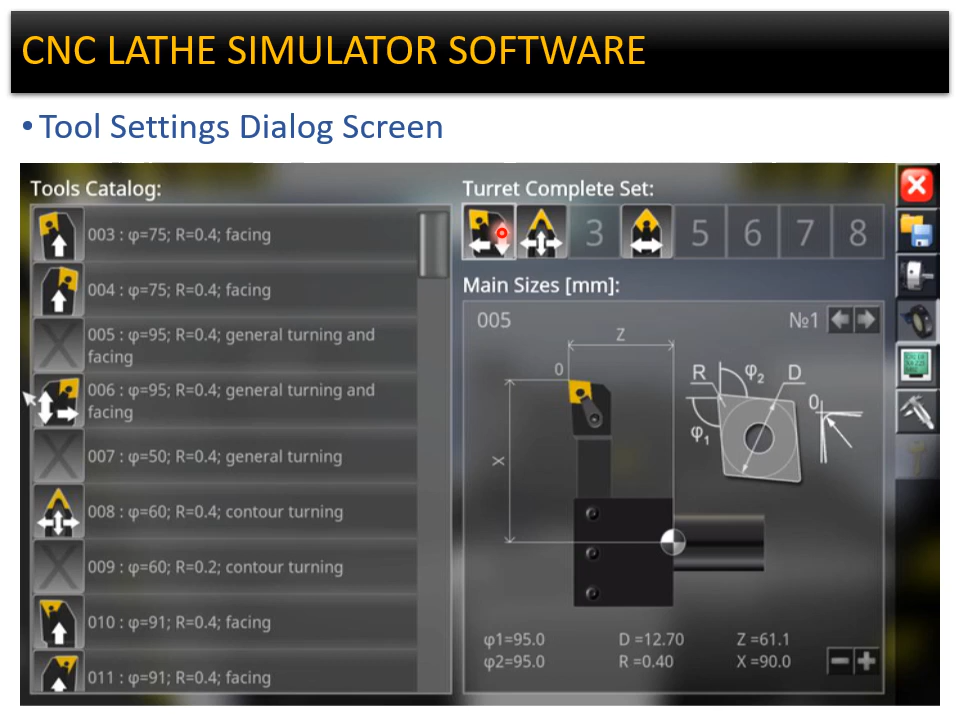 CNC LATHE SIMULATOR SOFTWARE
• Tool Settings Dialog Screen
Tools Catalog:
003 : φ=75; R=0.4; facing
004 : φ=75; R=0.4; facing
005 : φ=95; R=0.4; general turning and
facing
006 : φ=95; R=0.4; general turning and
facing
007 : φ=50; R=0.4; general turning
008 : φ=60; R=0.4; contour turning
009 : φ=60; R=0.2; contour turning
010 : φ=91; R=0.4; facing
011 : φ=91; R=0.4; facing
Turret Complete Set:
3 5 6 7 8
Main Sizes [mm]:
005 №1
Z
0
X
R φ2 D
0
φ1
φ1=95.0 D =12.70 Z =61.1
φ2=95.0 R =0.40 X =90.0